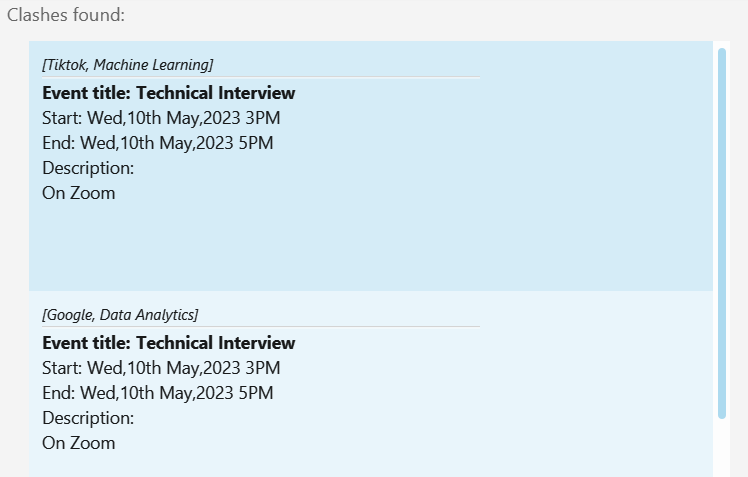 Clashes found:
[Tiktok, Machine Learning]
Event title: Technical Interview
Start: Wed,10th May,2023 3PM
End: Wed,10th May,2023 5PM
Description:
On Zoom
[Google, Data Analytics]
Event title: Technical Interview
Start: Wed,10th May,2023 3PM
End: Wed,10th May,2023 5PM
Description:
On Zoom